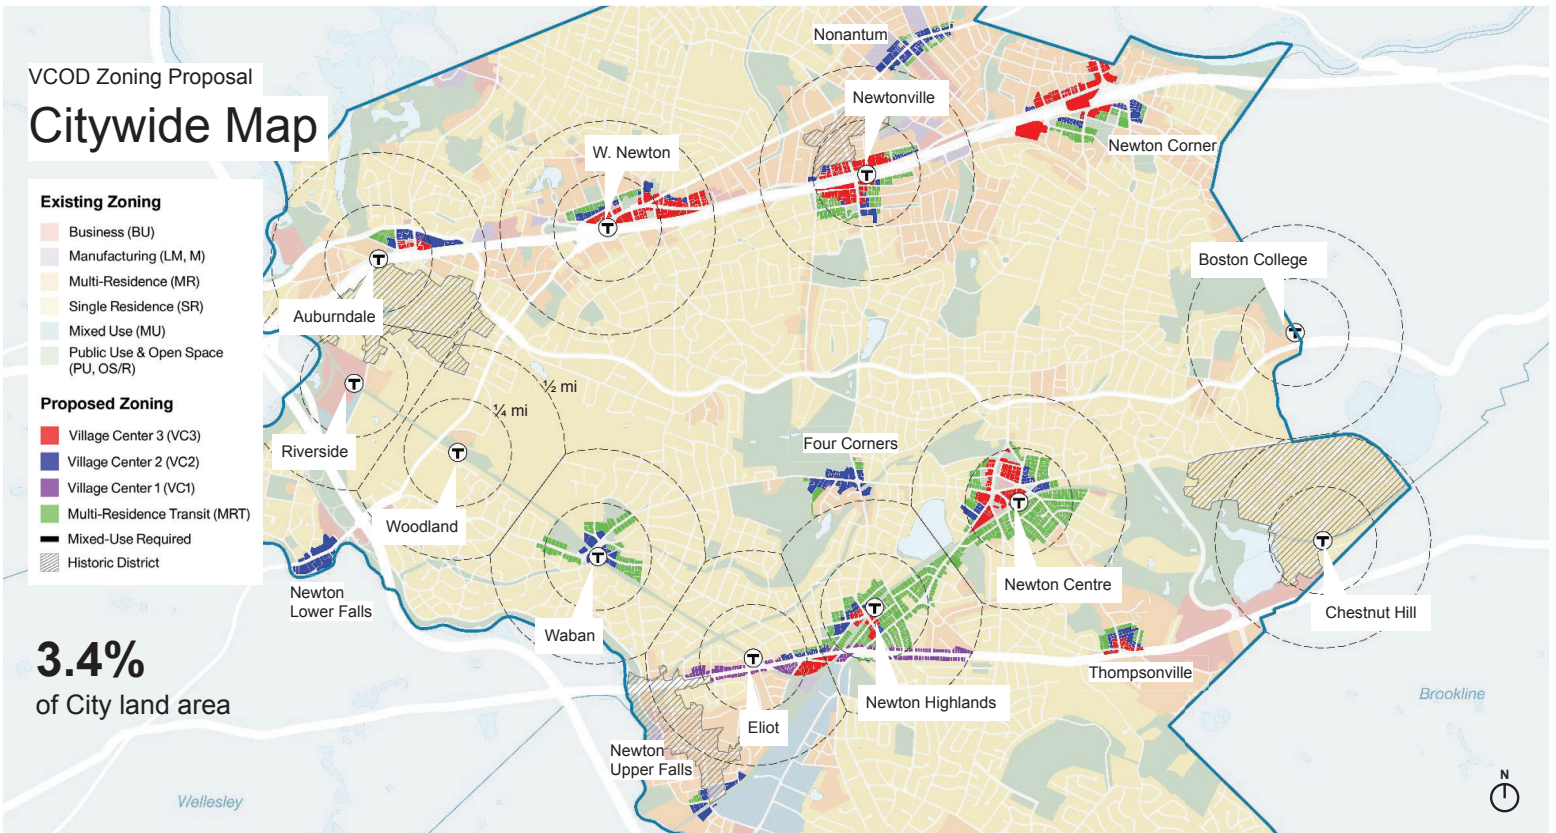 VCOD Zoning Proposal
Citywide Map
Existing Zoning
Business (BU)
Manufacturing (LM, M)
Multi-Residence (MR)
Single Residence (SR)
Mixed Use (MU)
Public Use & Open Space
(PU, OS/R)
Proposed Zoning
Village Center 3 (VC3)
Village Center 2 (VC2)
Village Center 1 (VC1)
Multi-Residence Transit (MRT)
Mixed-Use Required
Historic District
3.4%
of City land area
Nonantum
Newtonville
W. Newton
T
T
Newton Corner
Auburndale
T
Boston College
T
Riverside
T
½ mi
¼ mi
Woodland
T
Four Corners
Newton Centre
T
Newton
Lower Falls
Waban
T
Chestnut Hill
T
Newton Highlands
T
Thompsonville
Eliot
T
Newton
Upper Falls
Brookline
Wellesley
N